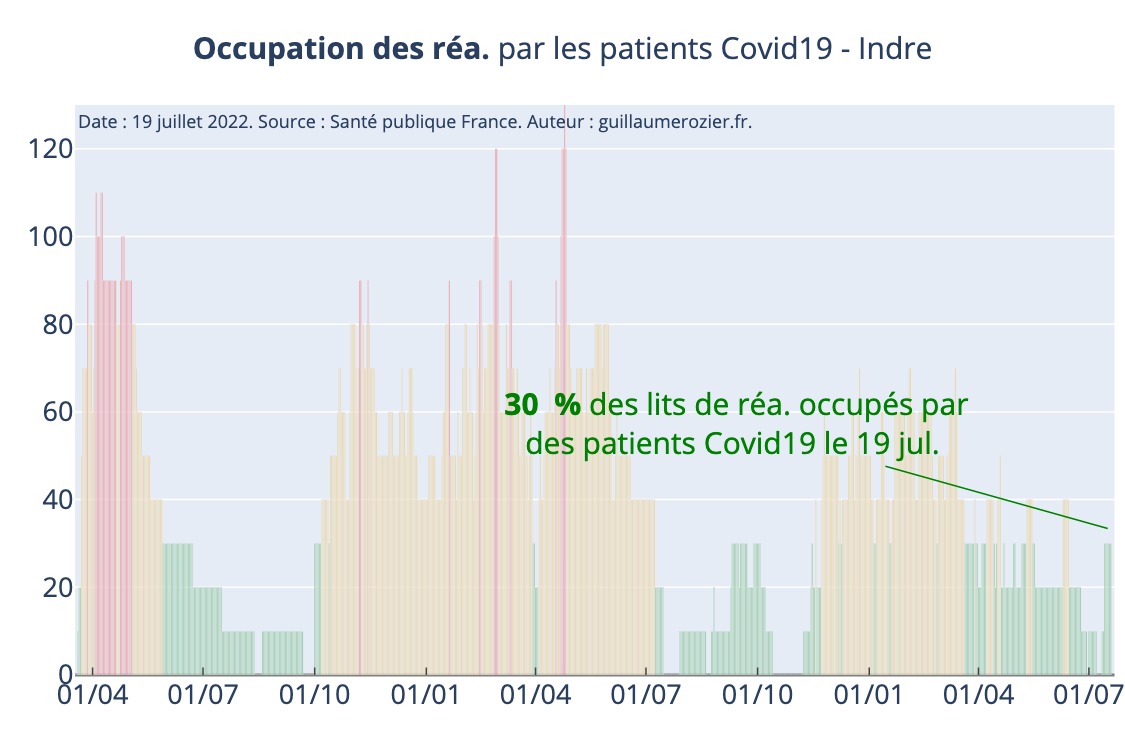 Occupation des réa. par les patients Covid19 - Indre
Date : 19 juillet 2022. Source : Santé publique France. Auteur : guillaumerozier.fr.
120
100
80
60
40
20
0
30 % des lits de réa. occupés par
des patients Covid19 le 19 jul.
01/04 01/07 01/10 01/01 01/04 01/07 01/10 01/01 01/04 01/07